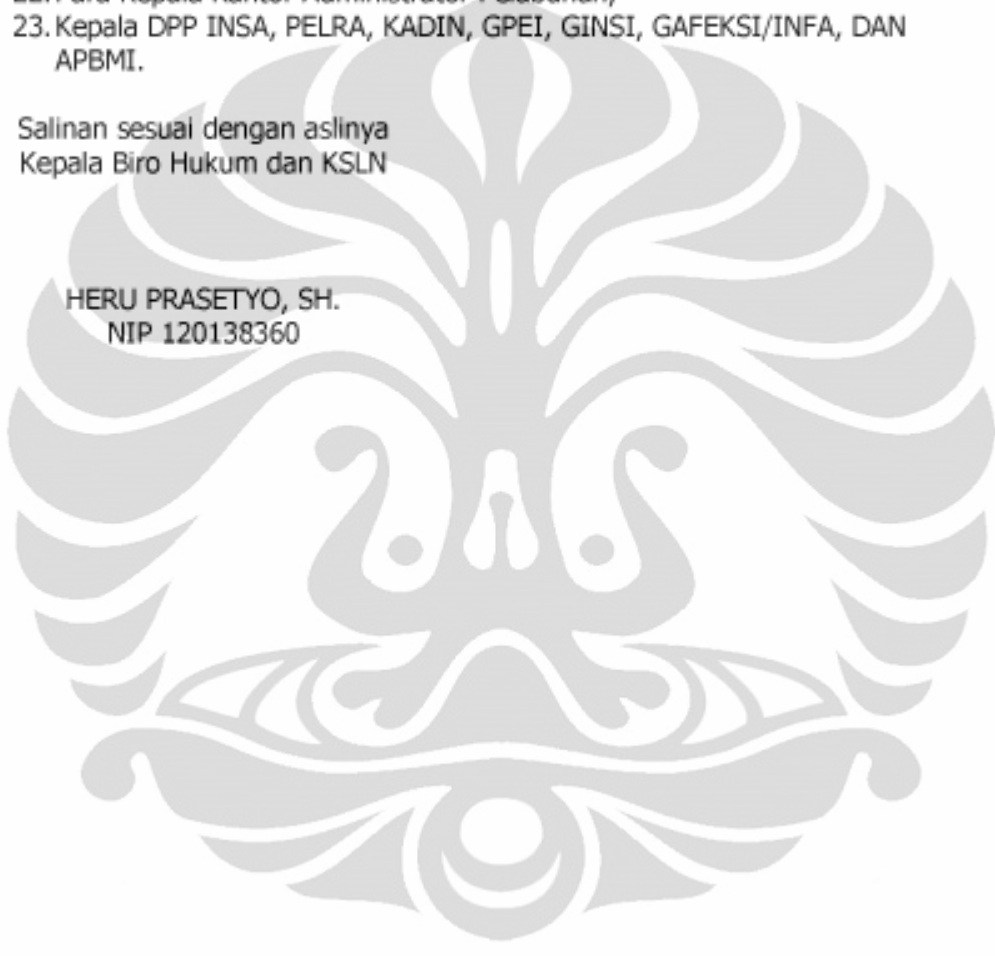 23. Kepala DPP INSA, PELRA, KADIN, GPEI, GINSI, GAFEKSI/INFA, DAN
APBMI.
Salinan sesuai dengan aslinya
Kepala Biro Hukum dan KSLN
HERU PRASETYO, SH.
NIP 120138360